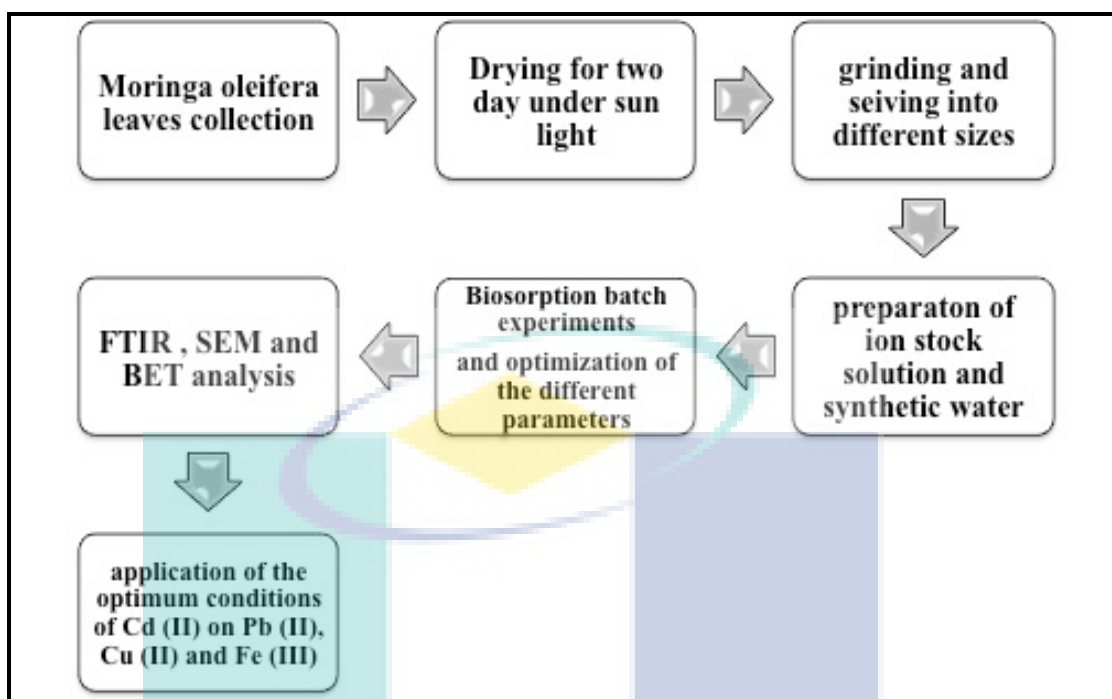 Moringa oleifera
leaves collection
Drying for two
day under sun
light
grinding and
seiving into
different sizes
preparaton of
ion stock
solution and
synthetic water
Biosorption batch
experiments
and optimization of
the different
parameters
FTIR , SEM and
BET analysis
application of the
optimum conditions
of Cd (II) on Pb (II),
Cu (II) and Fe (III)